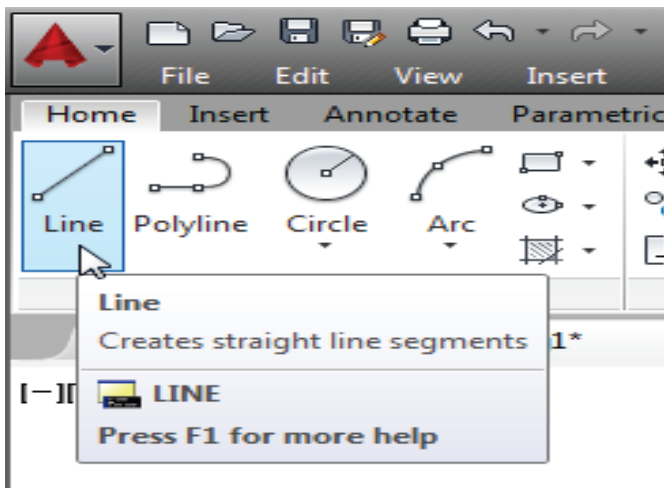 File Edit View Insert
Home Insert Annotate Parametric
Line Polyline Circle Arc
Line
Creates straight line segments
1*
[−][
LINE
Press F1 for more help